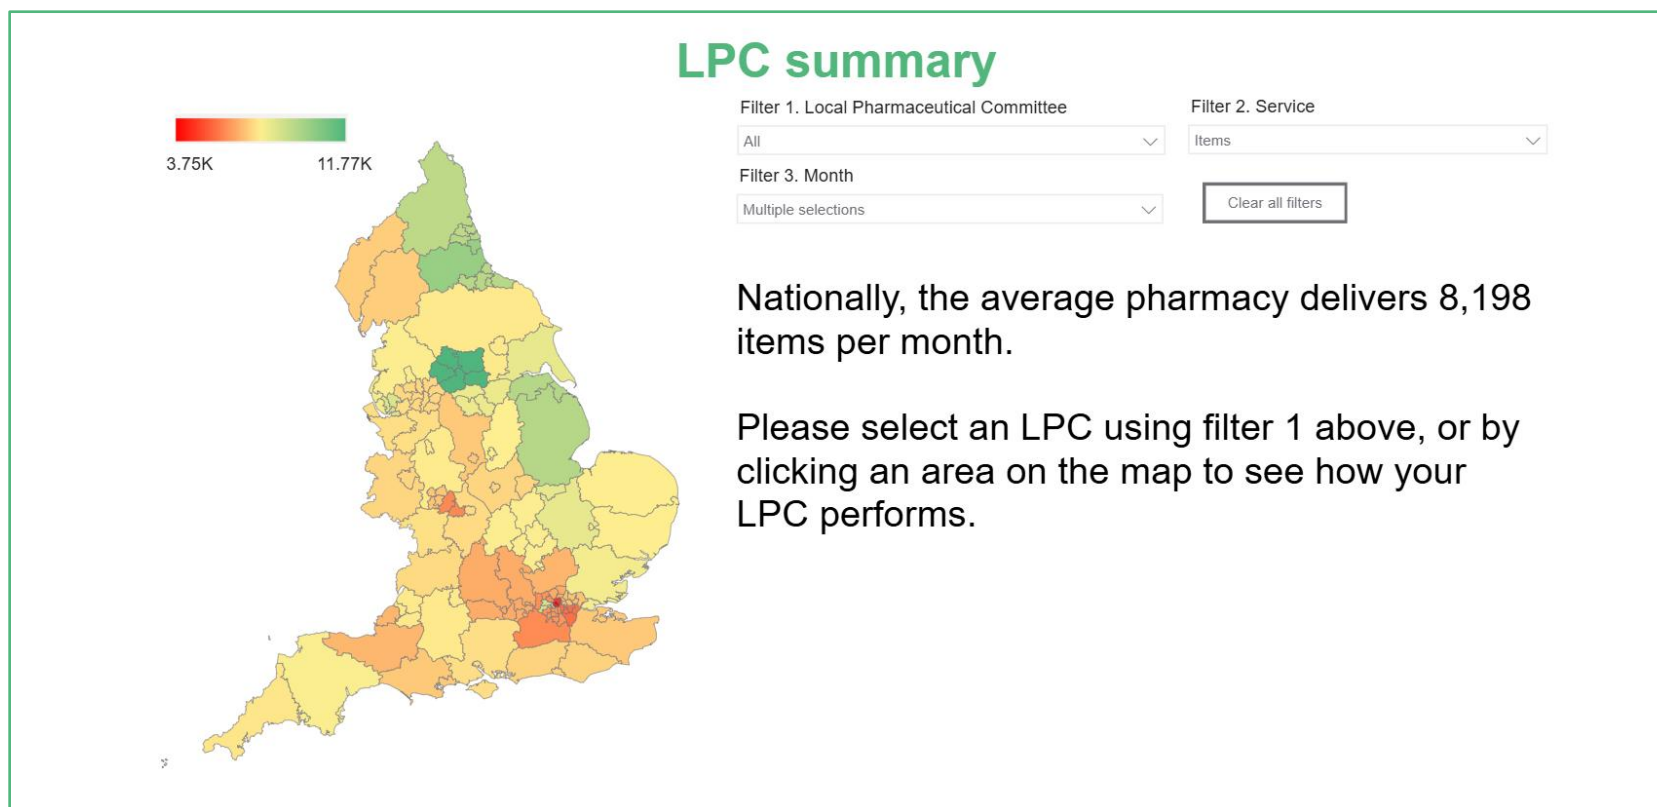 LPC summary
3.75K
11.77K
Filter 1. Local Pharmaceutical Committee
All
Filter 2. Service
Items
Filter 3. Month
Multiple selections
Clear all filters
Nationally, the average pharmacy delivers 8,198
items per month.
Please select an LPC using filter 1 above, or by
clicking an area on the map to see how your
LPC performs.